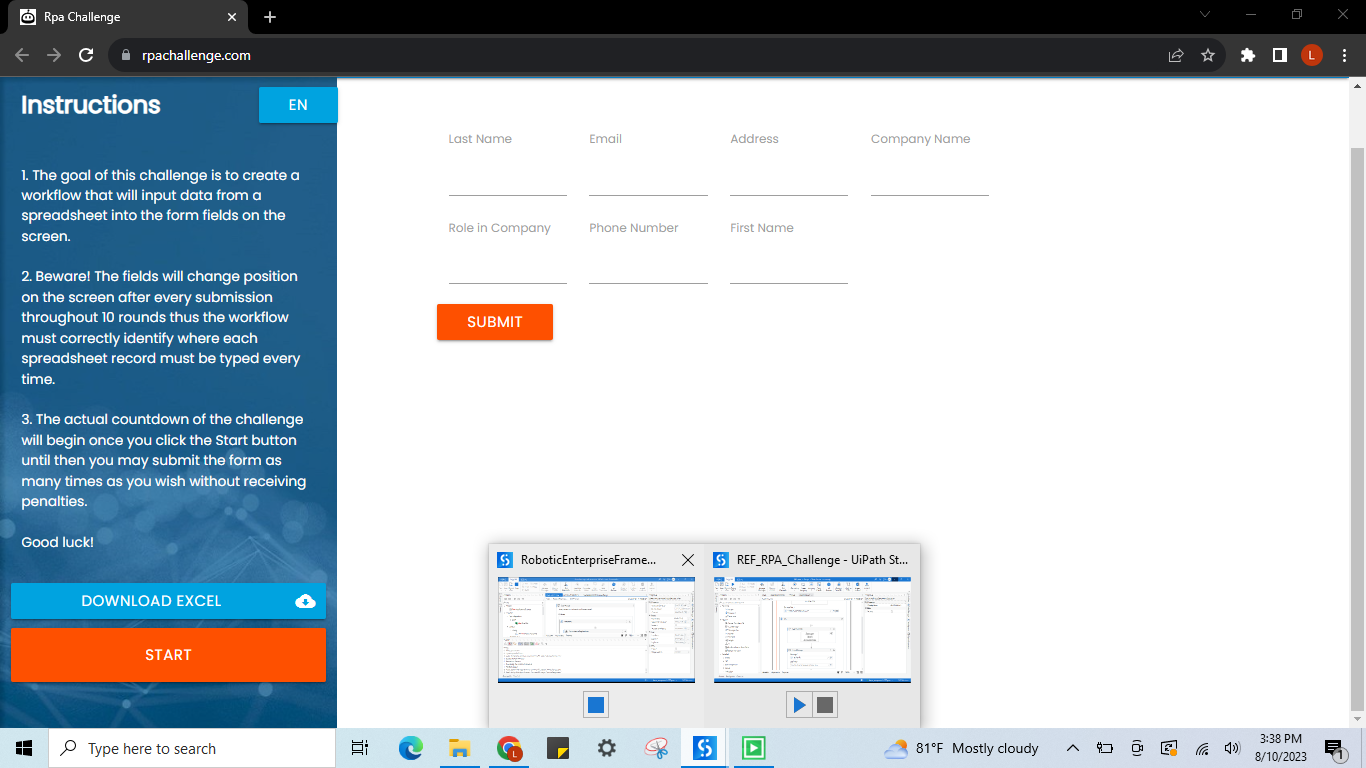 Rpa Challenge
rpachallenge.com
L
Instructions
EN
1. The goal of this challenge is to create a
workflow that will input data from a
spreadsheet into the form fields on the
screen.
2. Beware! The fields will change position
on the screen after every submission
throughout 10 rounds thus the workflow
must correctly identify where each
spreadsheet record must be typed every
time.
3. The actual countdown of the challenge
will begin once you click the Start button
until then you may submit the form as
many times as you wish without receiving
penalties.
Good luck!
DOWNLOAD EXCEL
START
Last Name
Email
Address
Company Name
Role in Company
Phone Number
First Name
SUBMIT
RoboticEnterpriseFrame...
REF_RPA_Challenge - UiPath St...
Type here to search
L
81°F Mostly cloudy
3:38 PM
8/10/2023
1